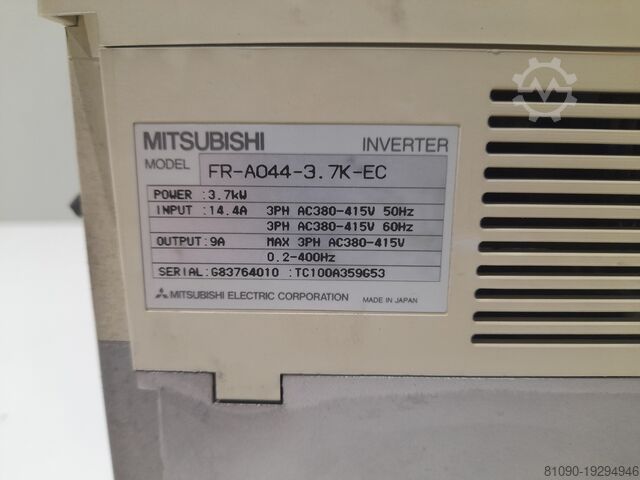 MITSUBISHI INVERTER
MODEL FR-A044-3.7K-EC
POWER :3.7kW
INPUT :14.4A 3PH AC380-415V 50Hz
3PH AC380-415V 60Hz
OUTPUT:9A MAX 3PH AC380-415V
0.2-400Hz
SERIAL:G83764010 :TC100A359G53
MITSUBISHI ELECTRIC CORPORATION MADE IN JAPAN
81090-19294946